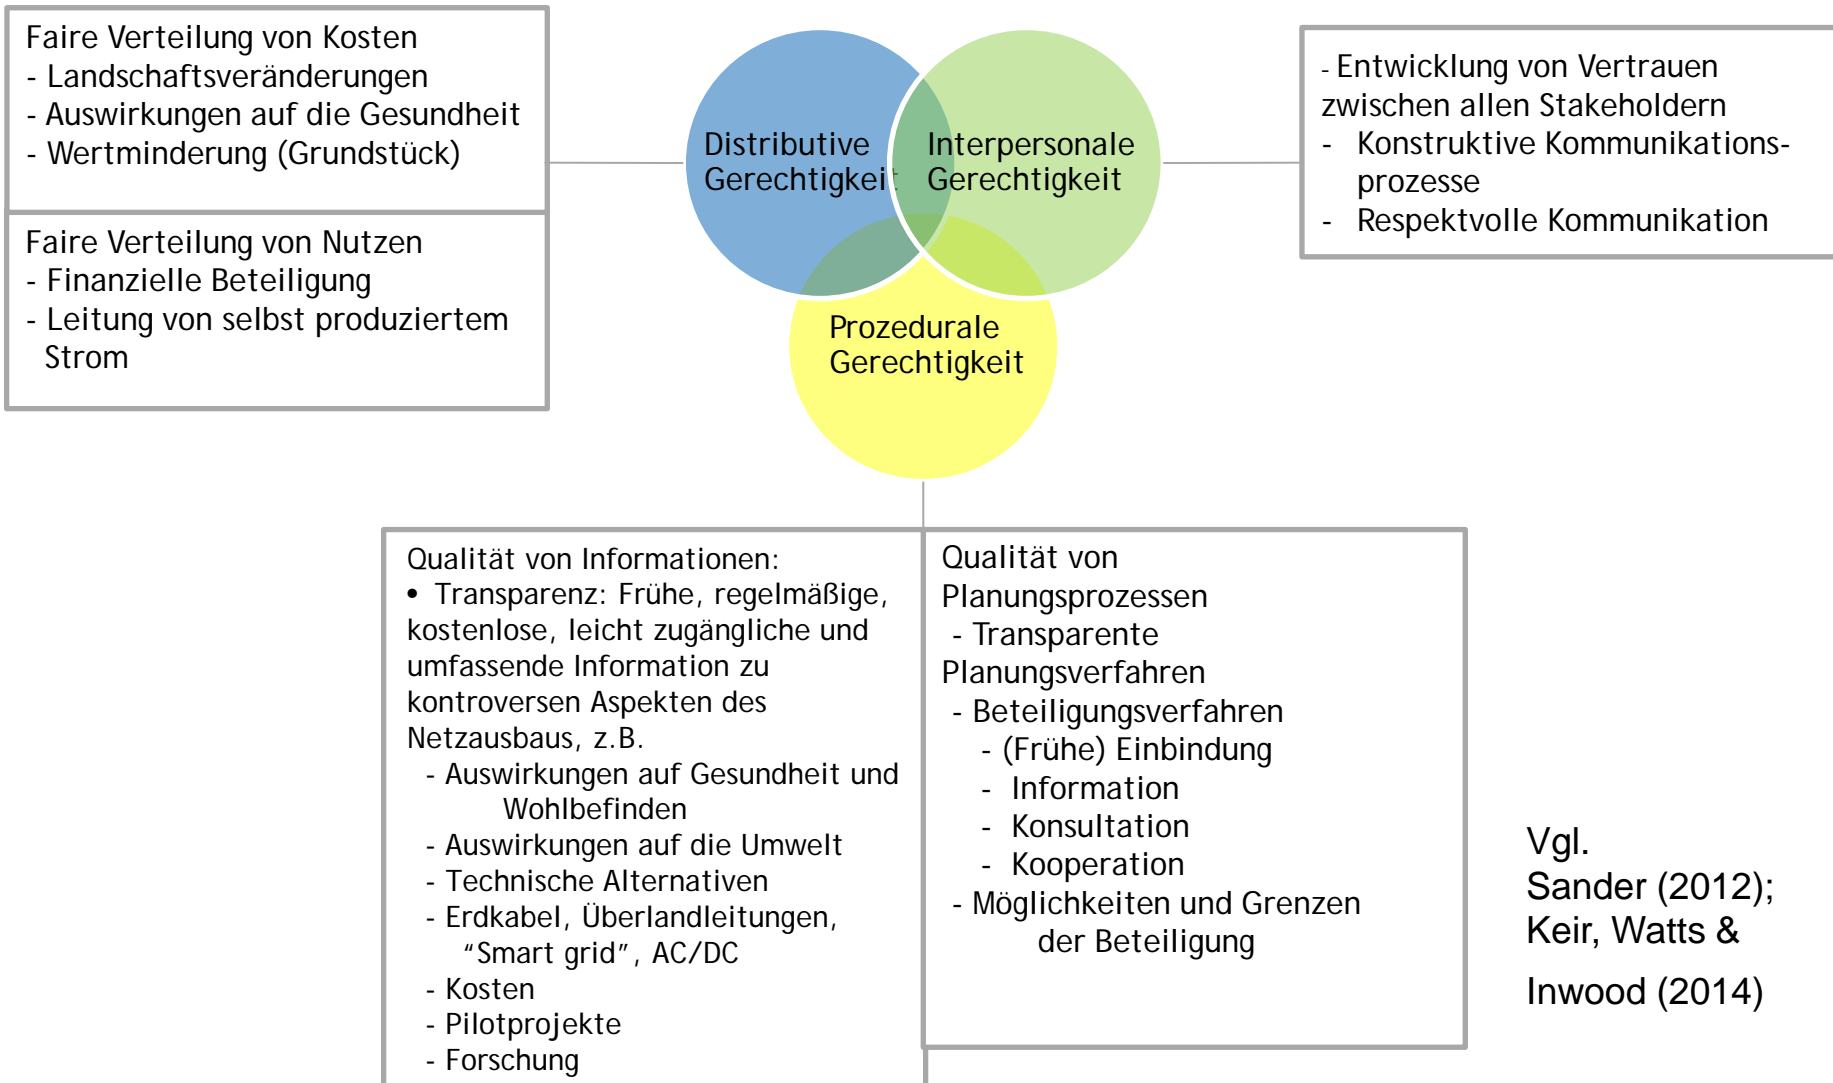 Faire Verteilung von Kosten
- Landschaftsveränderungen
- Auswirkungen auf die Gesundheit
- Wertminderung (Grundstück)
Faire Verteilung von Nutzen
- Finanzielle Beteiligung
- Leitung von selbst produziertem
Strom
Distributive
Gerechtigkeit
Interpersonale
Gerechtigkeit
Prozedurale
Gerechtigkeit
- Entwicklung von Vertrauen
zwischen allen Stakeholdern
- Konstruktive Kommunikations-
prozesse
- Respektvolle Kommunikation
Qualität von Informationen:
• Transparenz: Frühe, regelmäßige,
kostenlose, leicht zugängliche und
umfassende Information zu
kontroversen Aspekten des
Netzausbaus, z.B.
- Auswirkungen auf Gesundheit und
Wohlbefinden
- Auswirkungen auf die Umwelt
- Technische Alternativen
- Erdkabel, Überlandleitungen,
"Smart grid", AC/DC
- Kosten
- Pilotprojekte
- Forschung
Qualität von
Planungsprozessen
- Transparente
Planungsverfahren
- Beteiligungsverfahren
- (Frühe) Einbindung
- Information
- Konsultation
- Kooperation
- Möglichkeiten und Grenzen
der Beteiligung
Vgl.
Sander (2012);
Keir, Watts &
Inwood (2014)